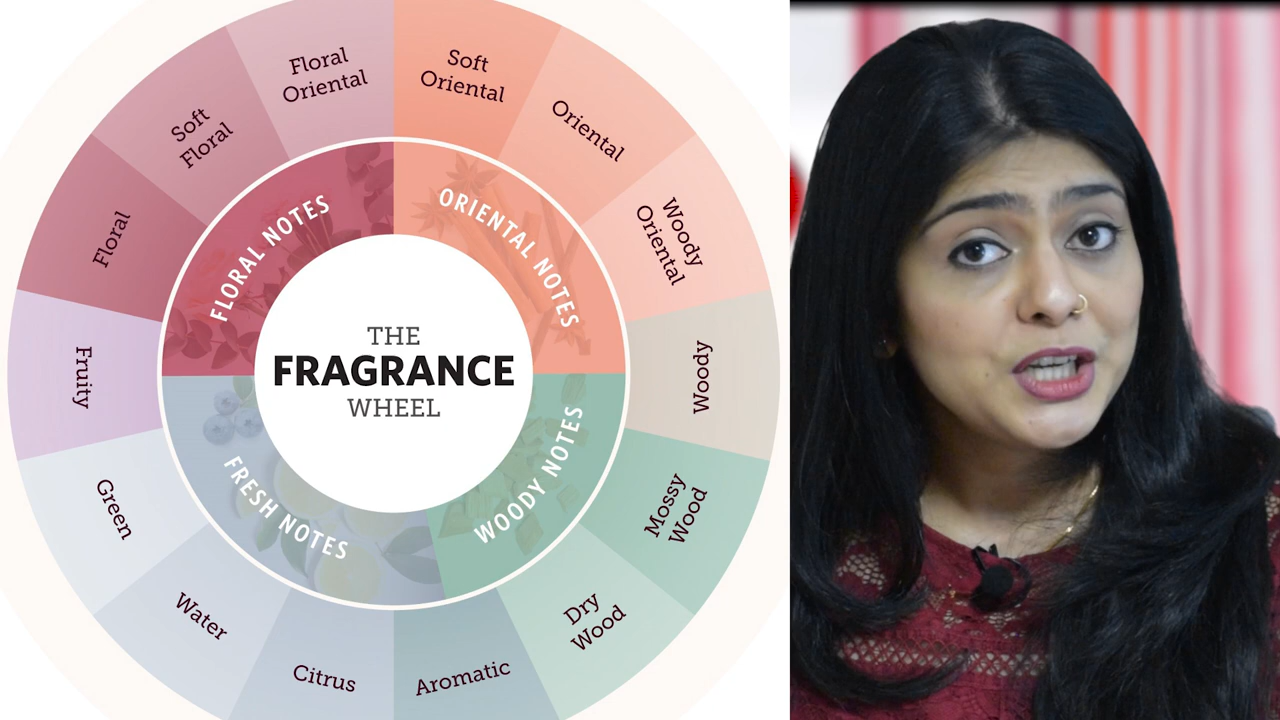 THE
FRAGRANCE
WHEEL
FLORAL NOTES
ORIENTAL NOTES
WOODY NOTES
FRESH NOTES
Floral
Oriental
Soft
Oriental
Oriental
Woody
Oriental
Woody
Mossy
Wood
Dry
Wood
Aromatic
Citrus
Water
Green
Fruity
Floral
Soft
Floral